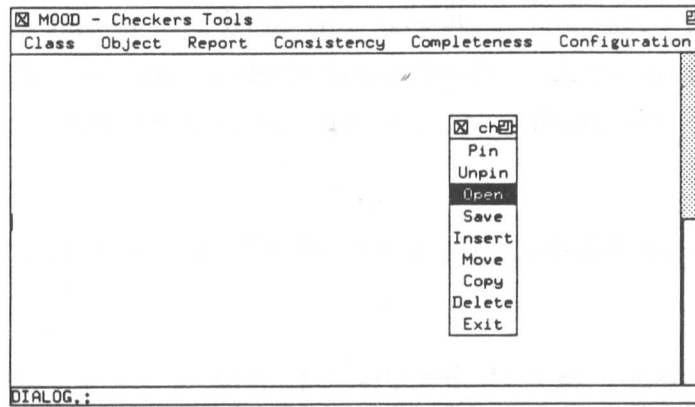 MOOD - Checkers Tools
Class Object Report Consistency Completeness Configuration
ch
Pin
Unpin
Open
Save
Insert
Move
Copy
Delete
Exit
DIALOG.: